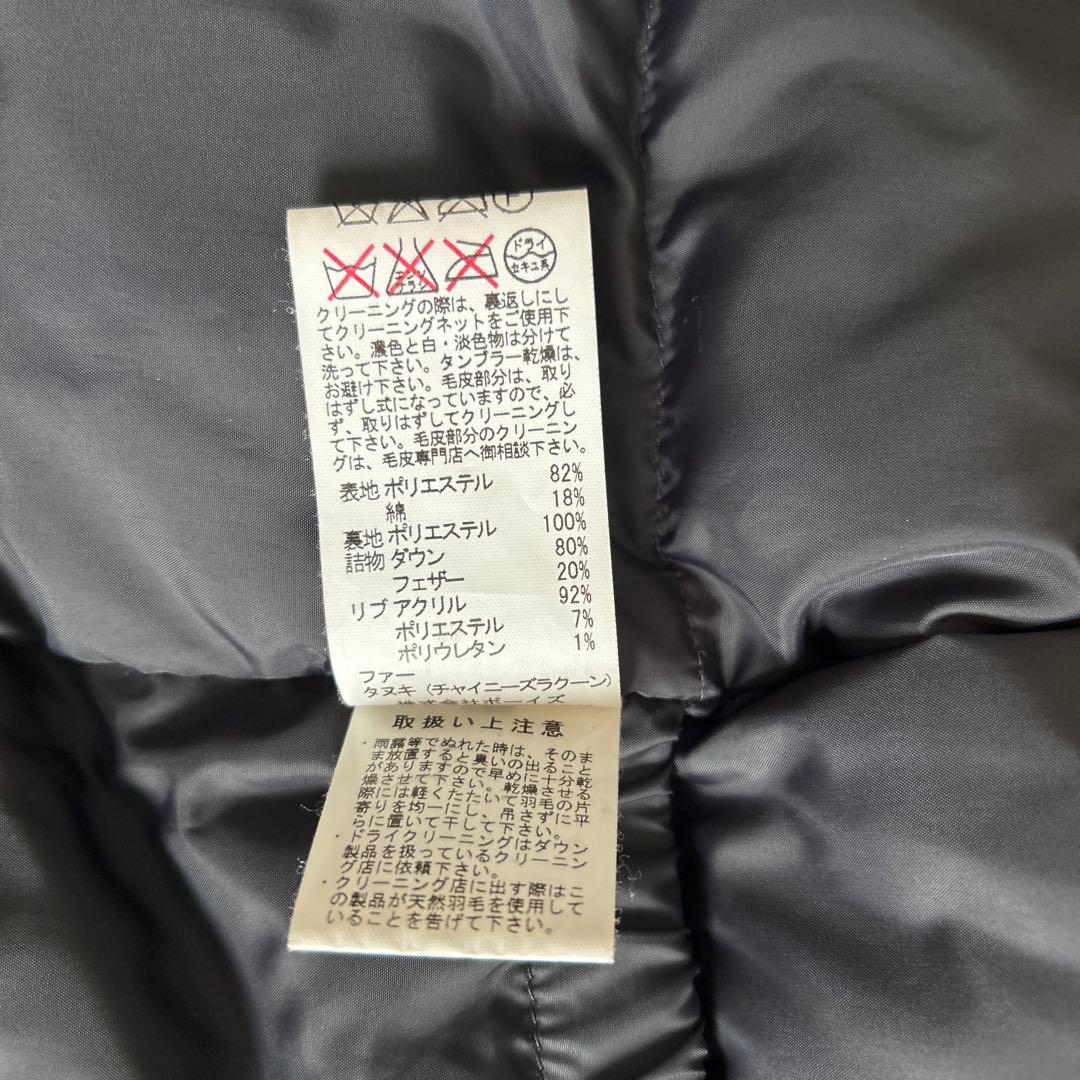 エンソ
ナフシ
ドライ
セキユ系
クリーニングの際は、裏返しにし
てクリーニングネットをご使用下
さい。濃色と白・淡色物は分けて
洗って下さい。タンブラー乾燥は、
お避け下さい。毛皮部分は、取り
はずし式になっていますので、必
ず、取りはずしてクリーニングし
て下さい。毛皮部分のクリーニン
グは、毛皮専門店へ御相談下さい。
表地 ポリエステル 82%
綿 18%
裏地 ポリエステル 100%
詰物 ダウン 80%
フェザー 20%
リブ アクリル 92%
ポリエステル 7%
ポリウレタン 1%
ファー
タヌキ (チャイニーズラクーン)
株式会社ボーイズ
取扱い上注意
・雨露等でぬれた時は、そのま
ま放置すると臭いの出ること
がありますので早めに十分乾
燥させて下さい。乾燥させる
際には軽くたたいて羽毛の片
寄りを均一にし、吊さずに平
らに置いて干して下さい。
・ドライクリーニングはダウン
製品を扱っているクリーニン
グ店に依頼下さい。
・クリーニング店に出す際はこ
の製品が天然羽毛を使用して
いることを告げて下さい。